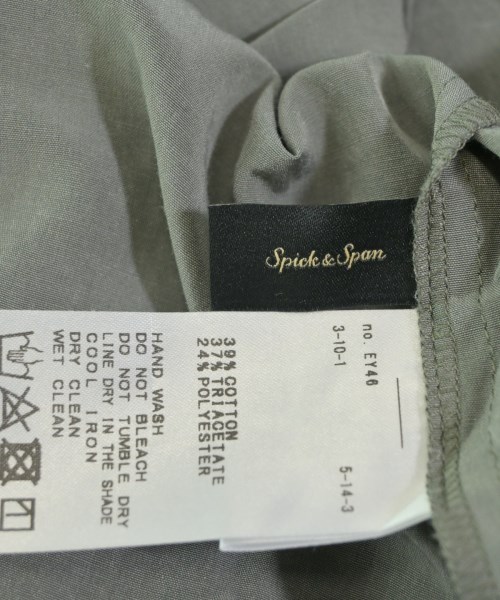 Spick & Span
no. EY46
3-10-1
5-14-3
39% COTTON
37% TRIACETATE
24% POLYESTER
HAND WASH
DO NOT BLEACH
DO NOT TUMBLE DRY
LINE DRY IN THE SHADE
COOL IRON
DRY CLEAN
WET CLEAN